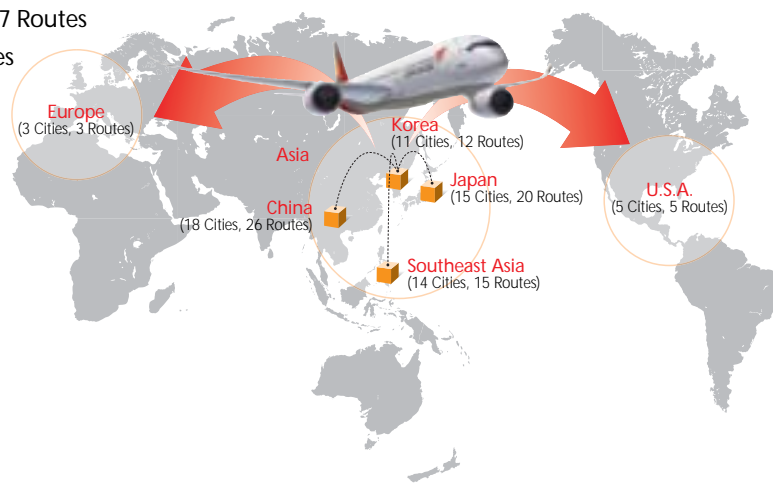 7 Routes
es
Europe
(3 Cities, 3 Routes)
Korea
(11 Cities, 12 Routes)
Asia
Japan
(15 Cities, 20 Routes)
U.S.A.
(5 Cities, 5 Routes)
China
(18 Cities, 26 Routes)
Southeast Asia
(14 Cities, 15 Routes)